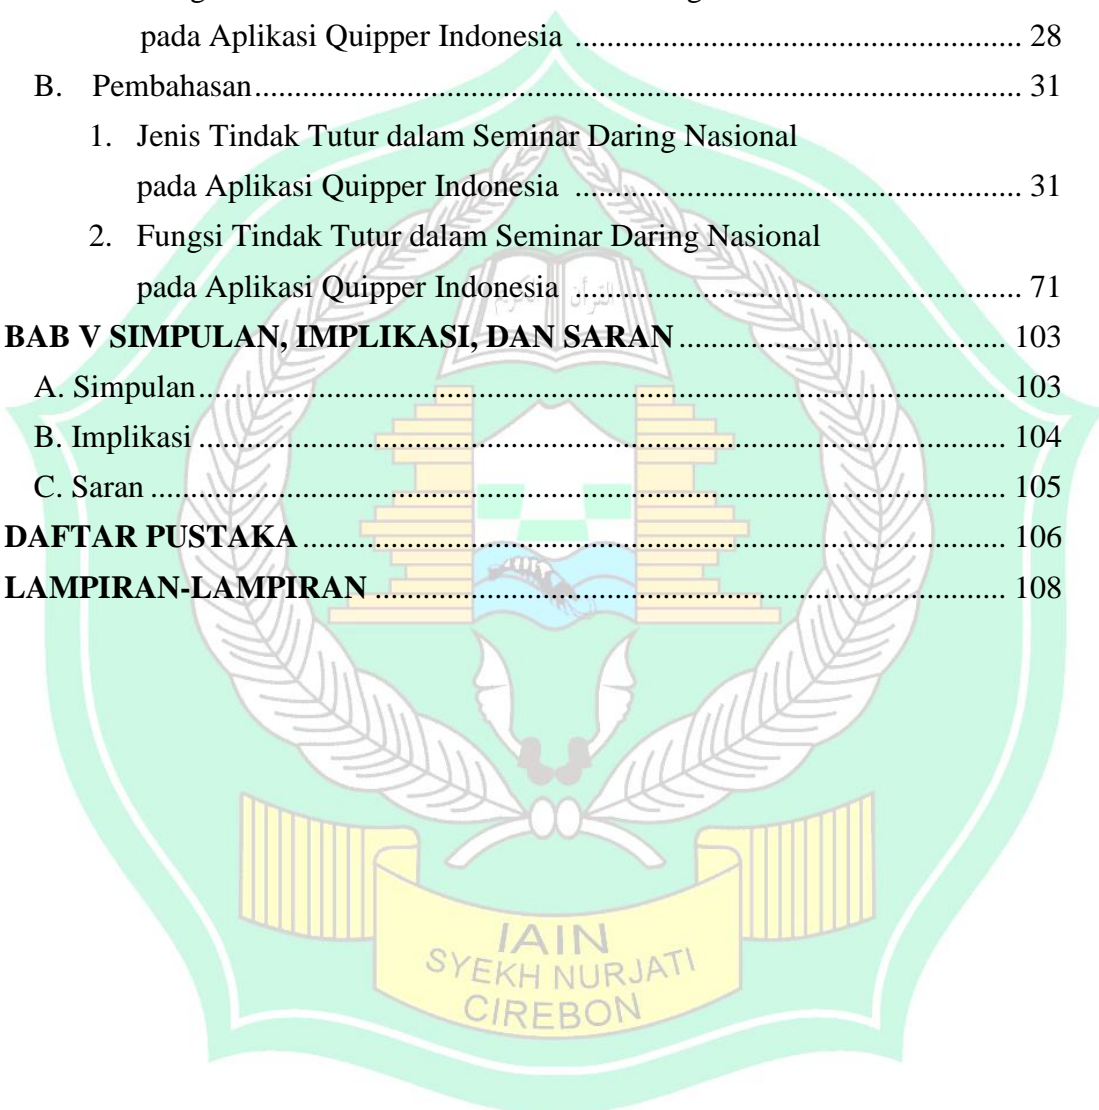 pada Aplikasi Quipper Indonesia ........................................................ 28
B. Pembahasan................................................................................................ 31
1. Jenis Tindak Tutur dalam Seminar Daring Nasional
pada Aplikasi Quipper Indonesia ........................................................ 31
2. Fungsi Tindak Tutur dalam Seminar Daring Nasional
pada Aplikasi Quipper Indonesia ........................................................ 71
BAB V SIMPULAN, IMPLIKASI, DAN SARAN ......................................... 103
A. Simpulan..................................................................................................... 103
B. Implikasi ..................................................................................................... 104
C. Saran ........................................................................................................... 105
DAFTAR PUSTAKA ........................................................................................ 106
LAMPIRAN-LAMPIRAN ............................................................................... 108
IAIN
SYEKH NURJATI
CIREBON